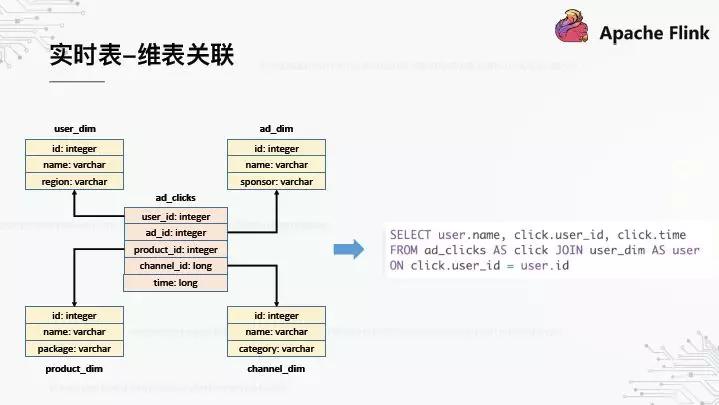 Apache Flink
实时表–维表关联
user_dim
id: integer
name: varchar
region: varchar
ad_dim
id: integer
name: varchar
sponsor: varchar
ad_clicks
user_id: integer
ad_id: integer
product_id: integer
channel_id: long
time: long
id: integer
name: varchar
package: varchar
product_dim
id: integer
name: varchar
category: varchar
channel_dim
SELECT user.name, click.user_id, click.time
FROM ad_clicks AS click JOIN user_dim AS user
ON click.user_id = user.id